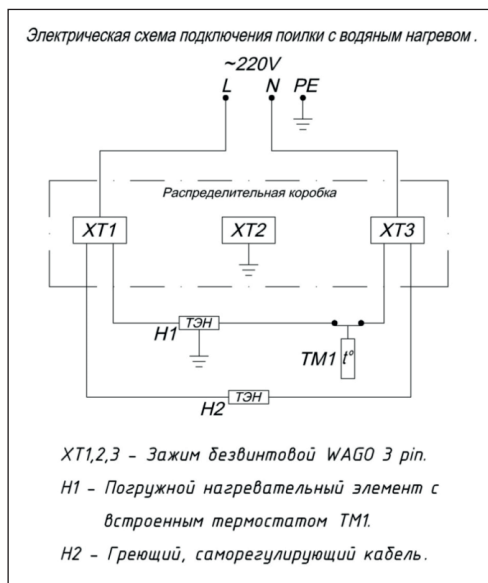 Электрическая схема подключения поилки с водяным нагревом .
~220V
L N PE
Распределительная коробка
XT1 XT2 XT3
H1 ТЭН
TM1 t°
H2 ТЭН
XT1,2,3 - Зажим безвинтовой WAGO 3 pin.
H1 - Погружной нагревательный элемент с
встроенным термостатом TM1.
H2 - Греющий, саморегулирующий кабель.